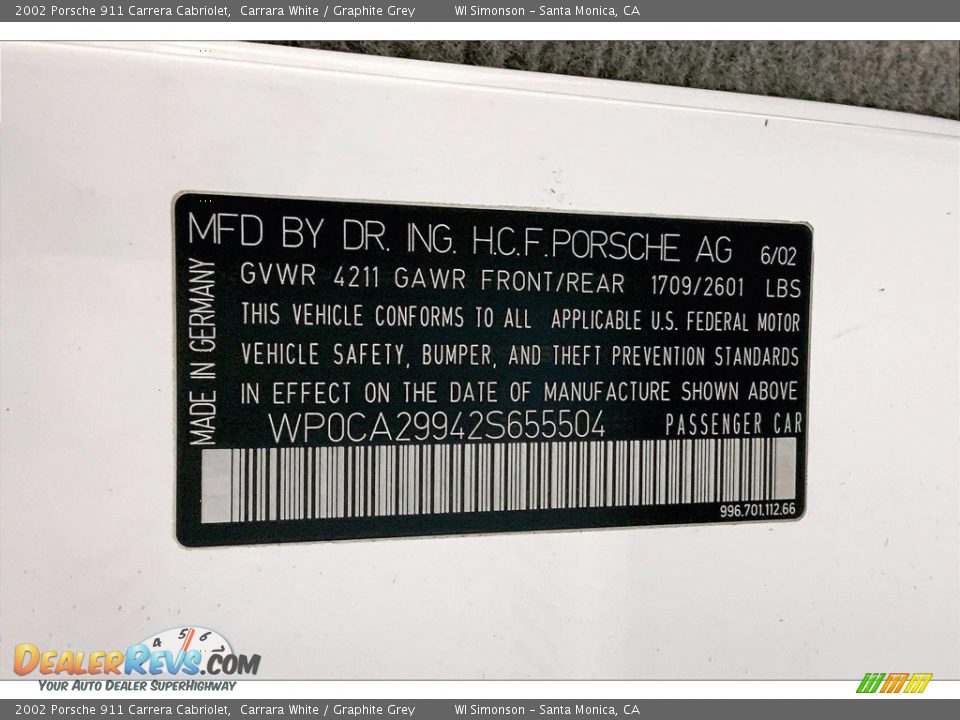 2002 Porsche 911 Carrera Cabriolet,  Carrara White / Graphite Grey     WI Simonson - Santa Monica, CA
MFD BY DR. ING. H.C.F. PORSCHE AG 6/02
GVWR 4211 GAWR FRONT/REAR 1709/2601 LBS
THIS VEHICLE CONFORMS TO ALL APPLICABLE U.S. FEDERAL MOTOR
VEHICLE SAFETY, BUMPER, AND THEFT PREVENTION STANDARDS
IN EFFECT ON THE DATE OF MANUFACTURE SHOWN ABOVE
WP0CA29942S655504 PASSENGER CAR
MADE IN GERMANY
996.701.112.66
4 5 6
DEALERREVS.COM
YOUR AUTO DEALER SUPERHIGHWAY
2002 Porsche 911 Carrera Cabriolet,  Carrara White / Graphite Grey     WI Simonson - Santa Monica, CA